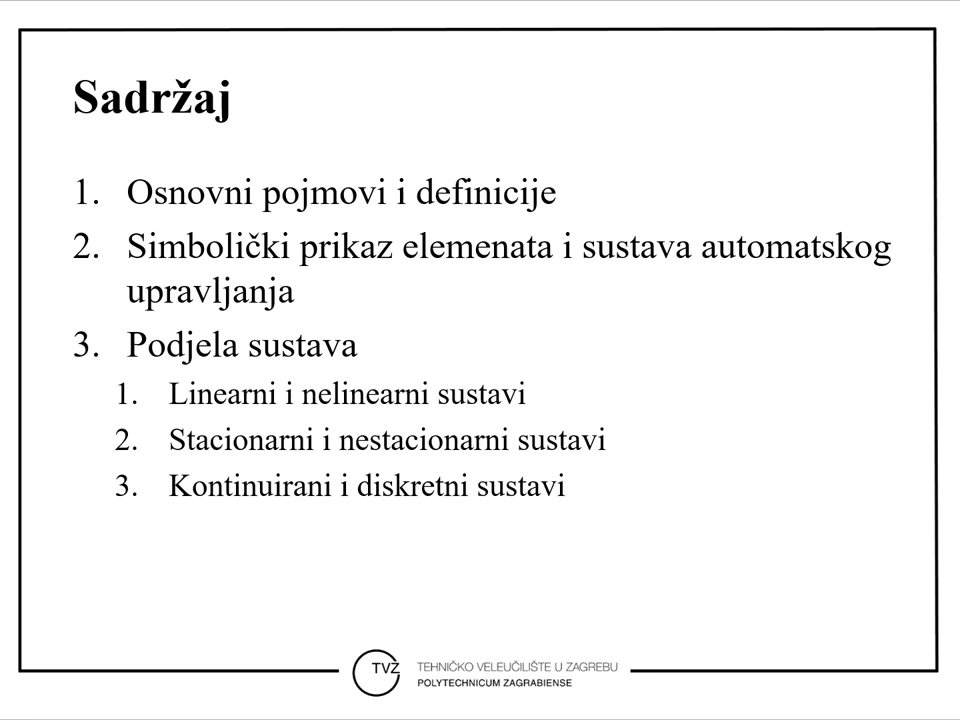 Sadržaj
1. Osnovni pojmovi i definicije
2. Simbolički prikaz elemenata i sustava automatskog
upravljanja
3. Podjela sustava
1. Linearni i nelinearni sustavi
2. Stacionarni i nestacionarni sustavi
3. Kontinuirani i diskretni sustavi
TVZ
TEHNIČKO VELEUČILIŠTE U ZAGREBU
POLYTECHNICUM ZAGRABIENSE